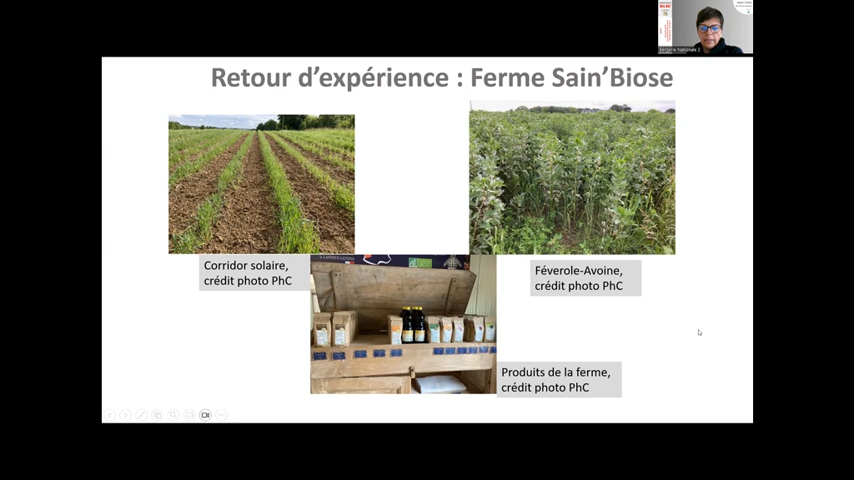 Retour d'expérience : Ferme Sain'Biose
Corridor solaire,
crédit photo PhC
Féverole-Avoine,
crédit photo PhC
Produits de la ferme,
crédit photo PhC